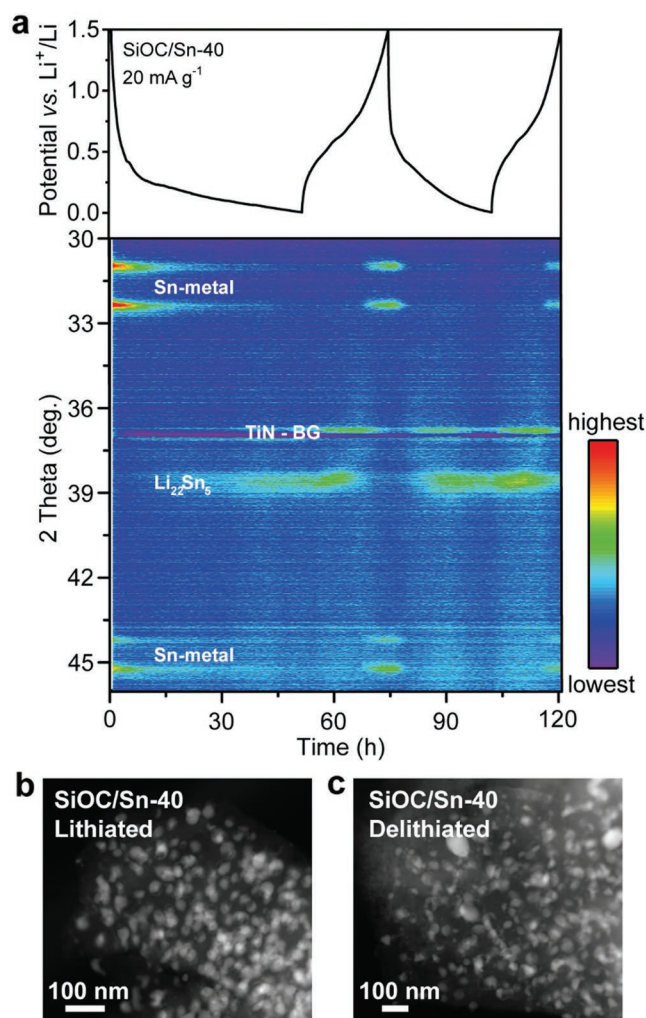 a
SiOC/Sn-40
20 mA g⁻¹
Potential vs. Li⁺/Li
1.5
1.0
0.5
0.0
2 Theta (deg.)
30
33
36
39
42
45
Sn-metal
TiN - BG
Li₂₂Sn₅
Sn-metal
highest
lowest
0
30
60
90
120
Time (h)
b
SiOC/Sn-40
Lithiated
100 nm
c
SiOC/Sn-40
Delithiated
100 nm